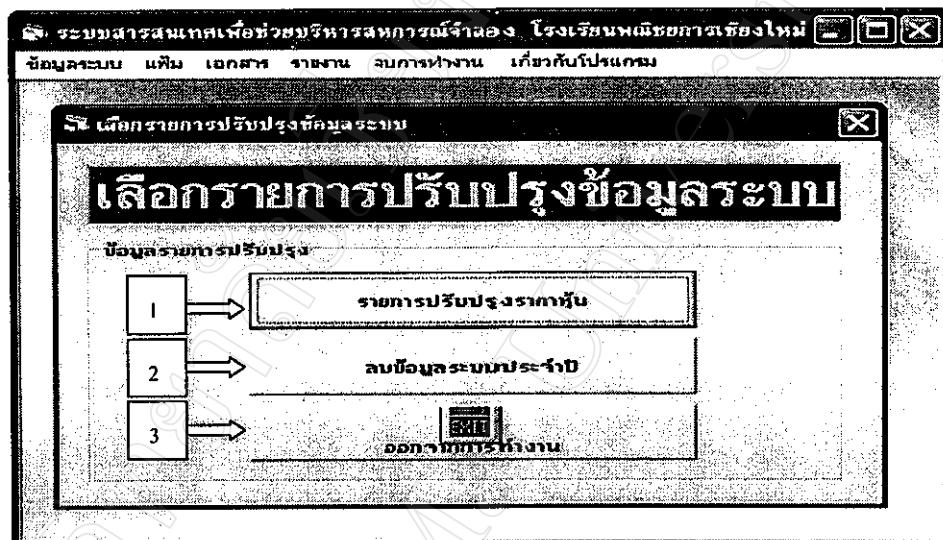 ระบบสารสนเทศเพื่อช่วยบริหารสหกรณ์จำลอง โรงเรียนพณิชยการเชียงใหม่
ข้อมูลระบบ แฟ้ม เอกสาร รายงาน จบการทำงาน เกี่ยวกับโปรแกรม
เลือกรายการปรับปรุงข้อมูลระบบ
เลือกรายการปรับปรุงข้อมูลระบบ
ข้อมูลรายการปรับปรุง
1 รายการปรับปรุงราคาหุ้น
2 ลบข้อมูลระบบประจำปี
3 EXIT
ออกจากการทำงาน